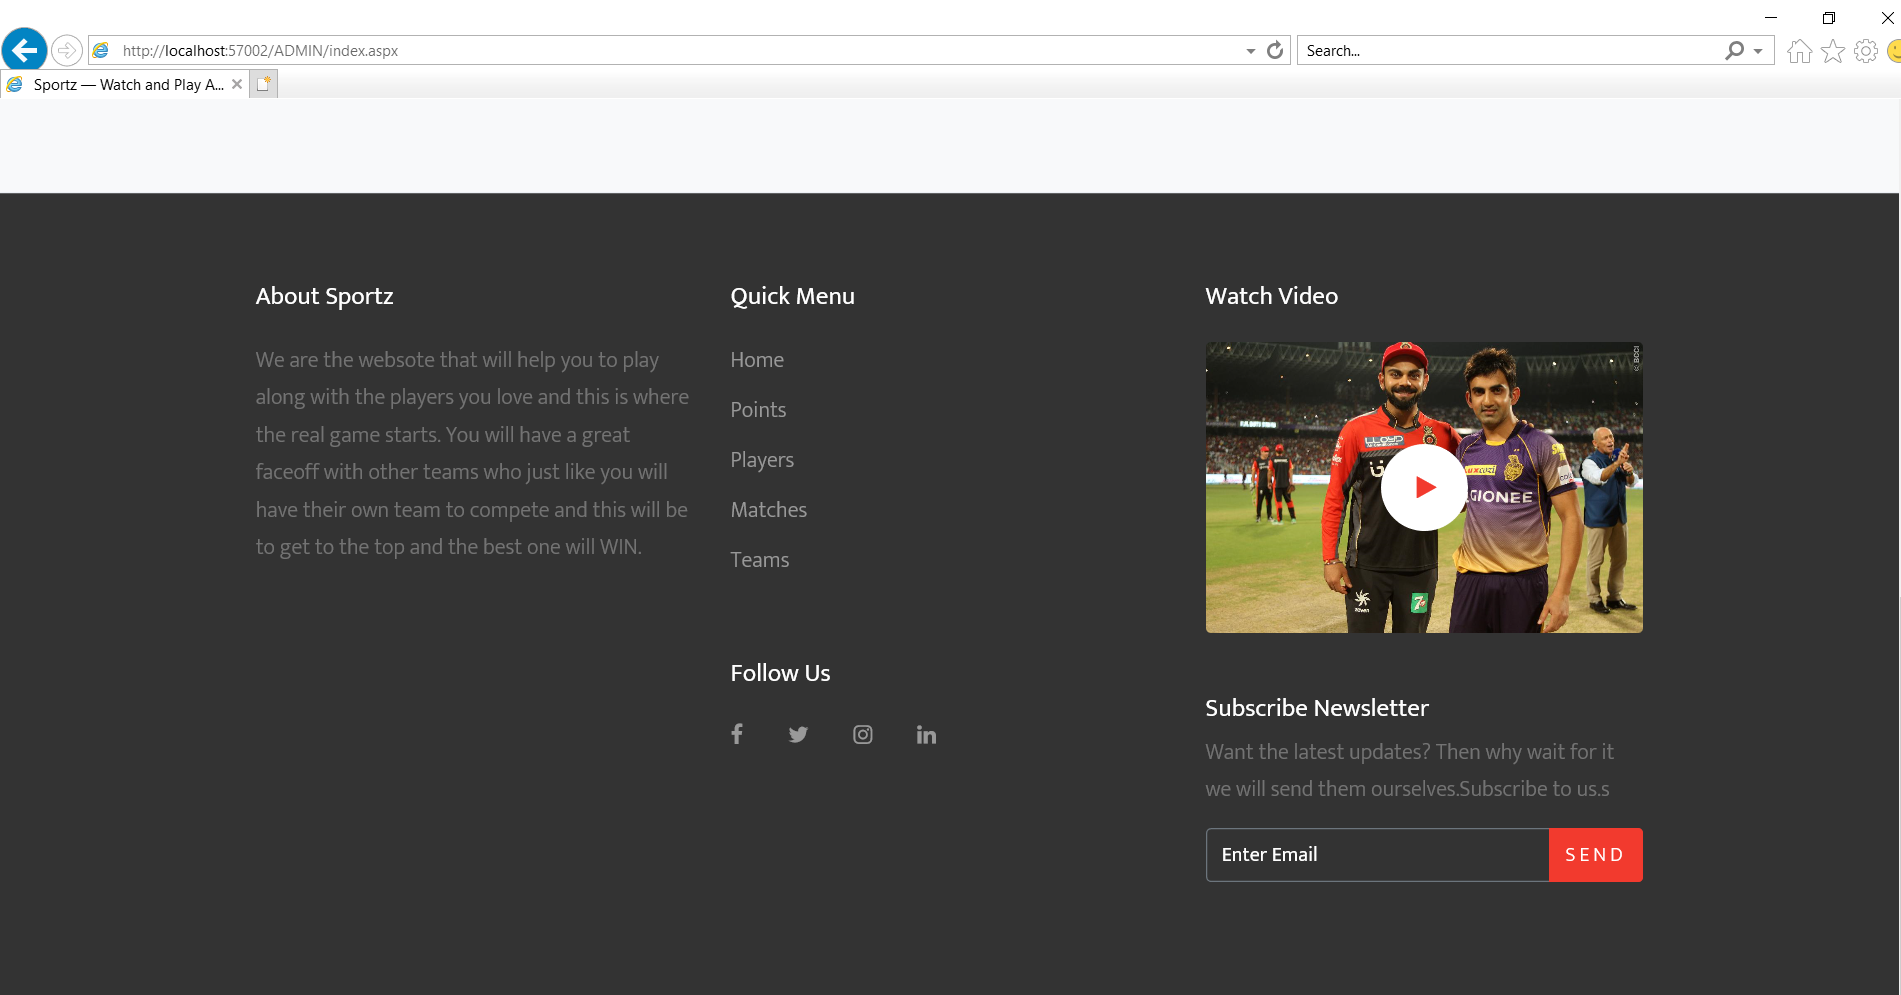 http://localhost:57002/ADMIN/index.aspx
Search...
Sportz — Watch and Play A...
About Sportz
We are the websote that will help you to play
along with the players you love and this is where
the real game starts. You will have a great
faceoff with other teams who just like you will
have their own team to compete and this will be
to get to the top and the best one will WIN.
Quick Menu
Home
Points
Players
Matches
Teams
Follow Us
Watch Video
LLOYD
GIONEE
Subscribe Newsletter
Want the latest updates? Then why wait for it
we will send them ourselves.Subscribe to us.s
Enter Email
SEND